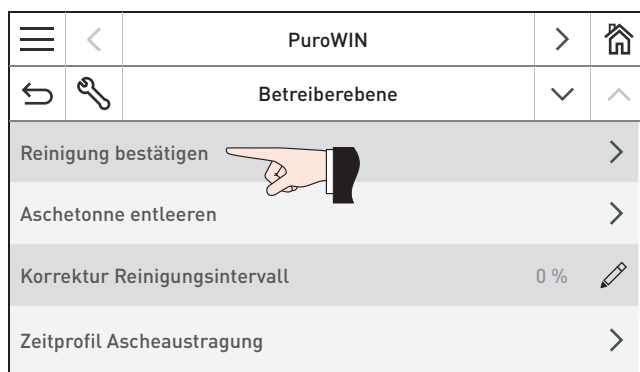 PuroWIN
Betreiberebene
Reinigung bestätigen
Aschetonne entleeren
Korrektur Reinigungsintervall 0 %
Zeitprofil Ascheaustragung